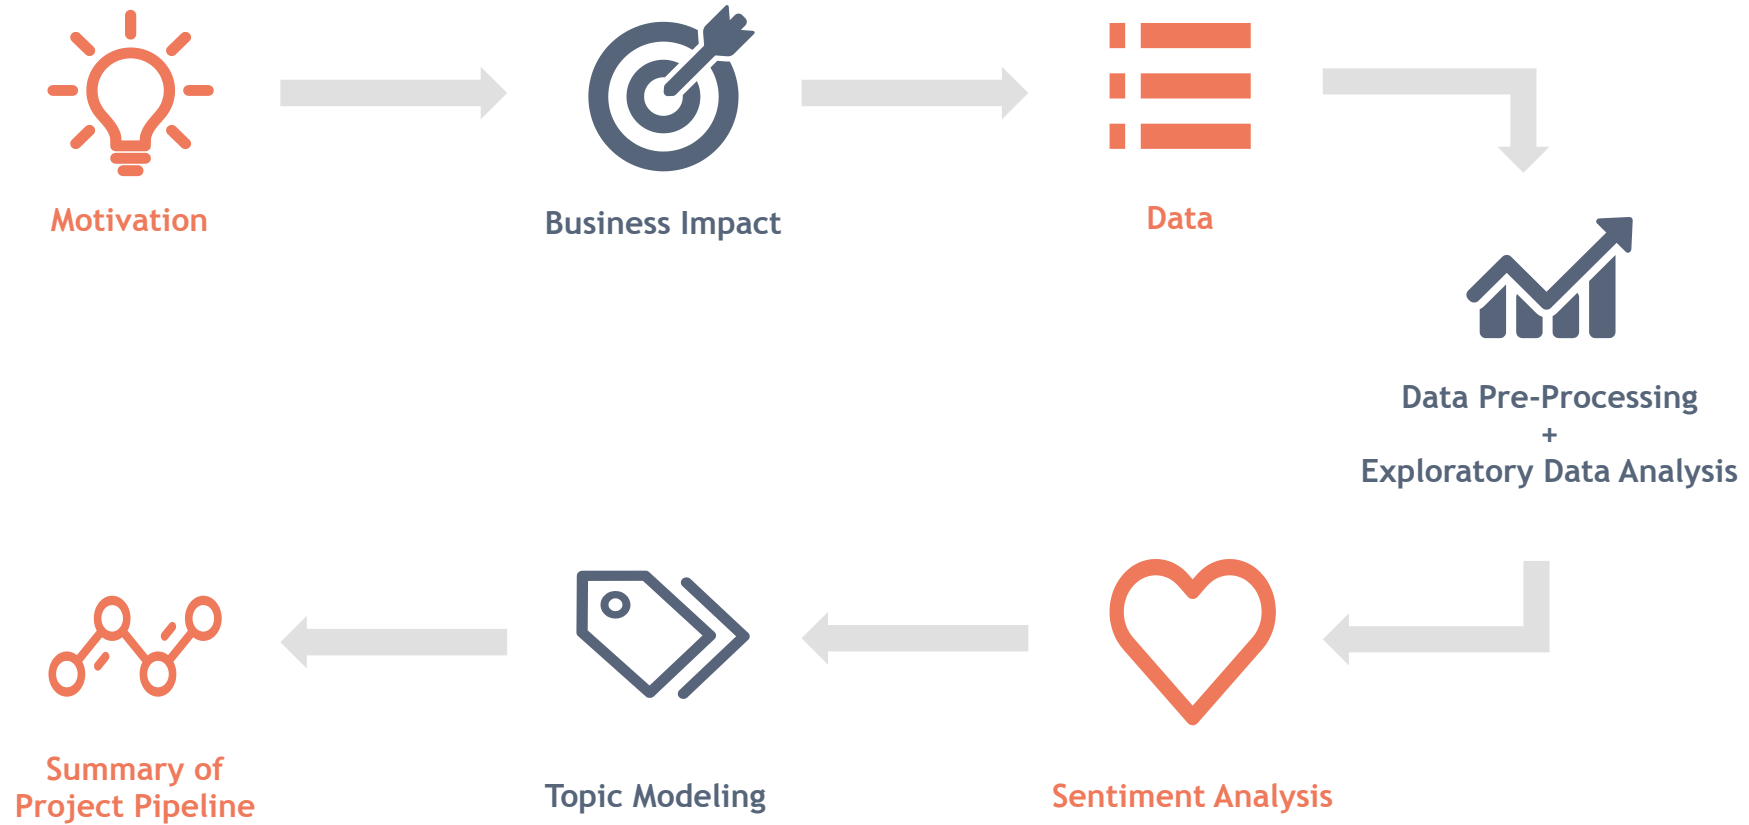 Motivation
Business Impact
Data
Data Pre-Processing
+
Exploratory Data Analysis
Sentiment Analysis
Topic Modeling
Summary of
Project Pipeline